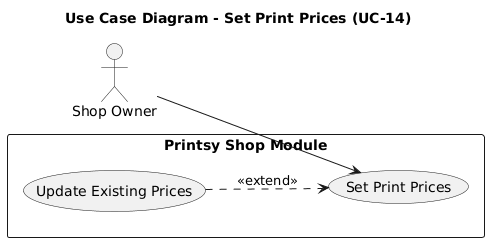 Use Case Diagram - Set Print Prices (UC-14)
Shop Owner
Printsy Shop Module
«extend»
Update Existing Prices
Set Print Prices